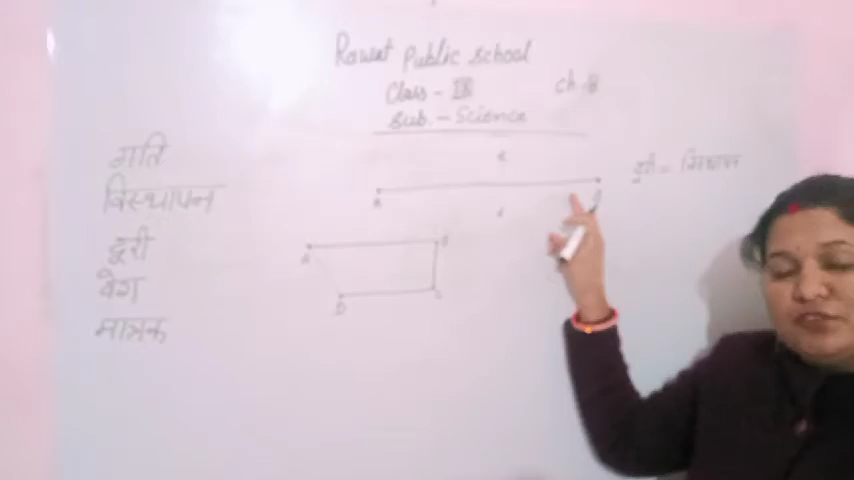 Rawat Public school
Class - IX
ch. 8
Sub. - Science
गति
विस्थापन
दूरी
वेग
मात्रक
A
A
B
D
C